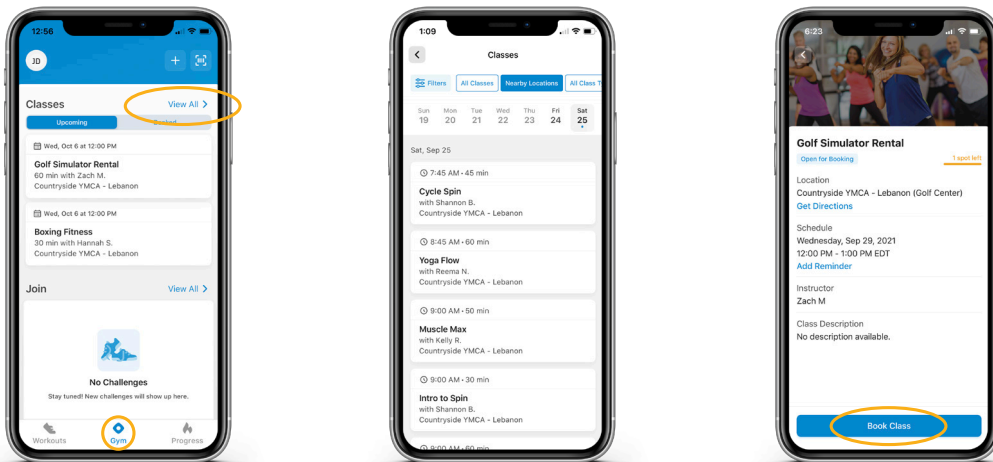 12:56
JD
Classes
View All >
Upcoming
Wed, Oct 6 at 12:00 PM
Golf Simulator Rental
60 min with Zach M.
Countryside YMCA - Lebanon
Wed, Oct 6 at 12:00 PM
Boxing Fitness
30 min with Hannah S.
Countryside YMCA - Lebanon
Join
View All >
No Challenges
Stay tuned! New challenges will show up here.
Workouts
Gym
Progress
1:09
Classes
Filters
All Classes
Nearby Locations
All Class T
Sun Mon Tue Wed Thu Fri Sat
19 20 21 22 23 24 25
Sat, Sep 25
7:45 AM • 45 min
Cycle Spin
with Shannon B.
Countryside YMCA - Lebanon
8:45 AM • 60 min
Yoga Flow
with Reema N.
Countryside YMCA - Lebanon
9:00 AM • 50 min
Muscle Max
with Kelly R.
Countryside YMCA - Lebanon
9:00 AM • 30 min
Intro to Spin
with Shannon B.
Countryside YMCA - Lebanon
9:00 AM • 60 min
6:23
Golf Simulator Rental
Open for Booking
1 spot left
Location
Countryside YMCA - Lebanon (Golf Center)
Get Directions
Schedule
Wednesday, Sep 29, 2021
12:00 PM - 1:00 PM EDT
Add Reminder
Instructor
Zach M
Class Description
No description available.
Book Class